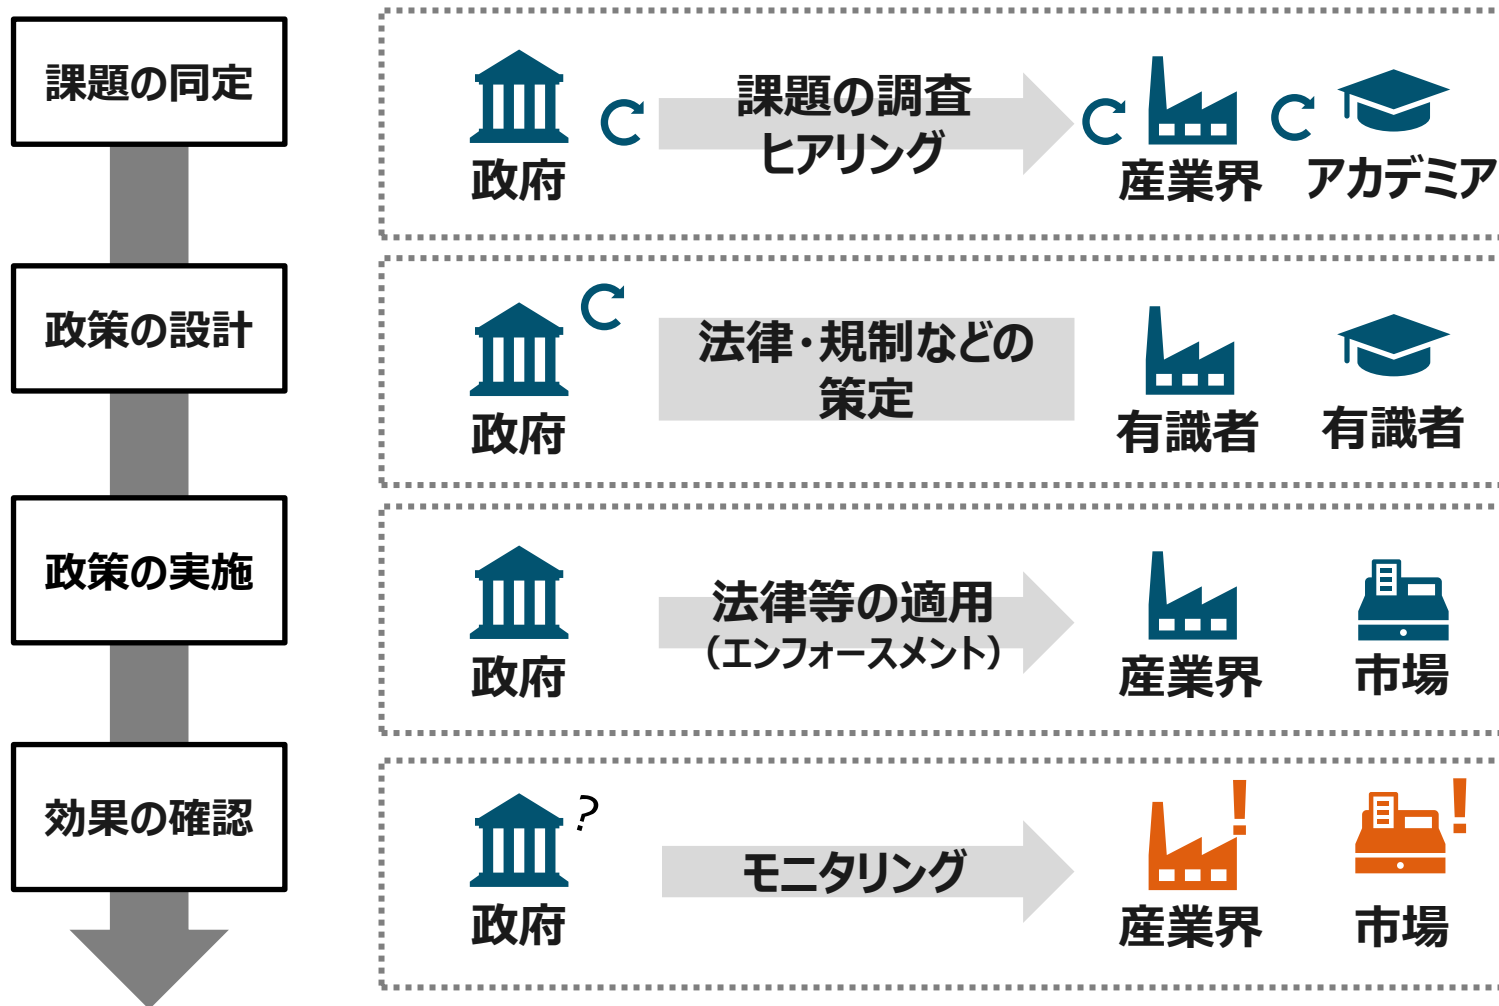 課題の同定
課題の調査
ヒアリング
政府
産業界
アカデミア
政策の設計
法律・規制などの
策定
政府
有識者
有識者
政策の実施
法律等の適用
（エンフォースメント）
政府
産業界
市場
効果の確認
?
!
!
モニタリング
政府
産業界
市場